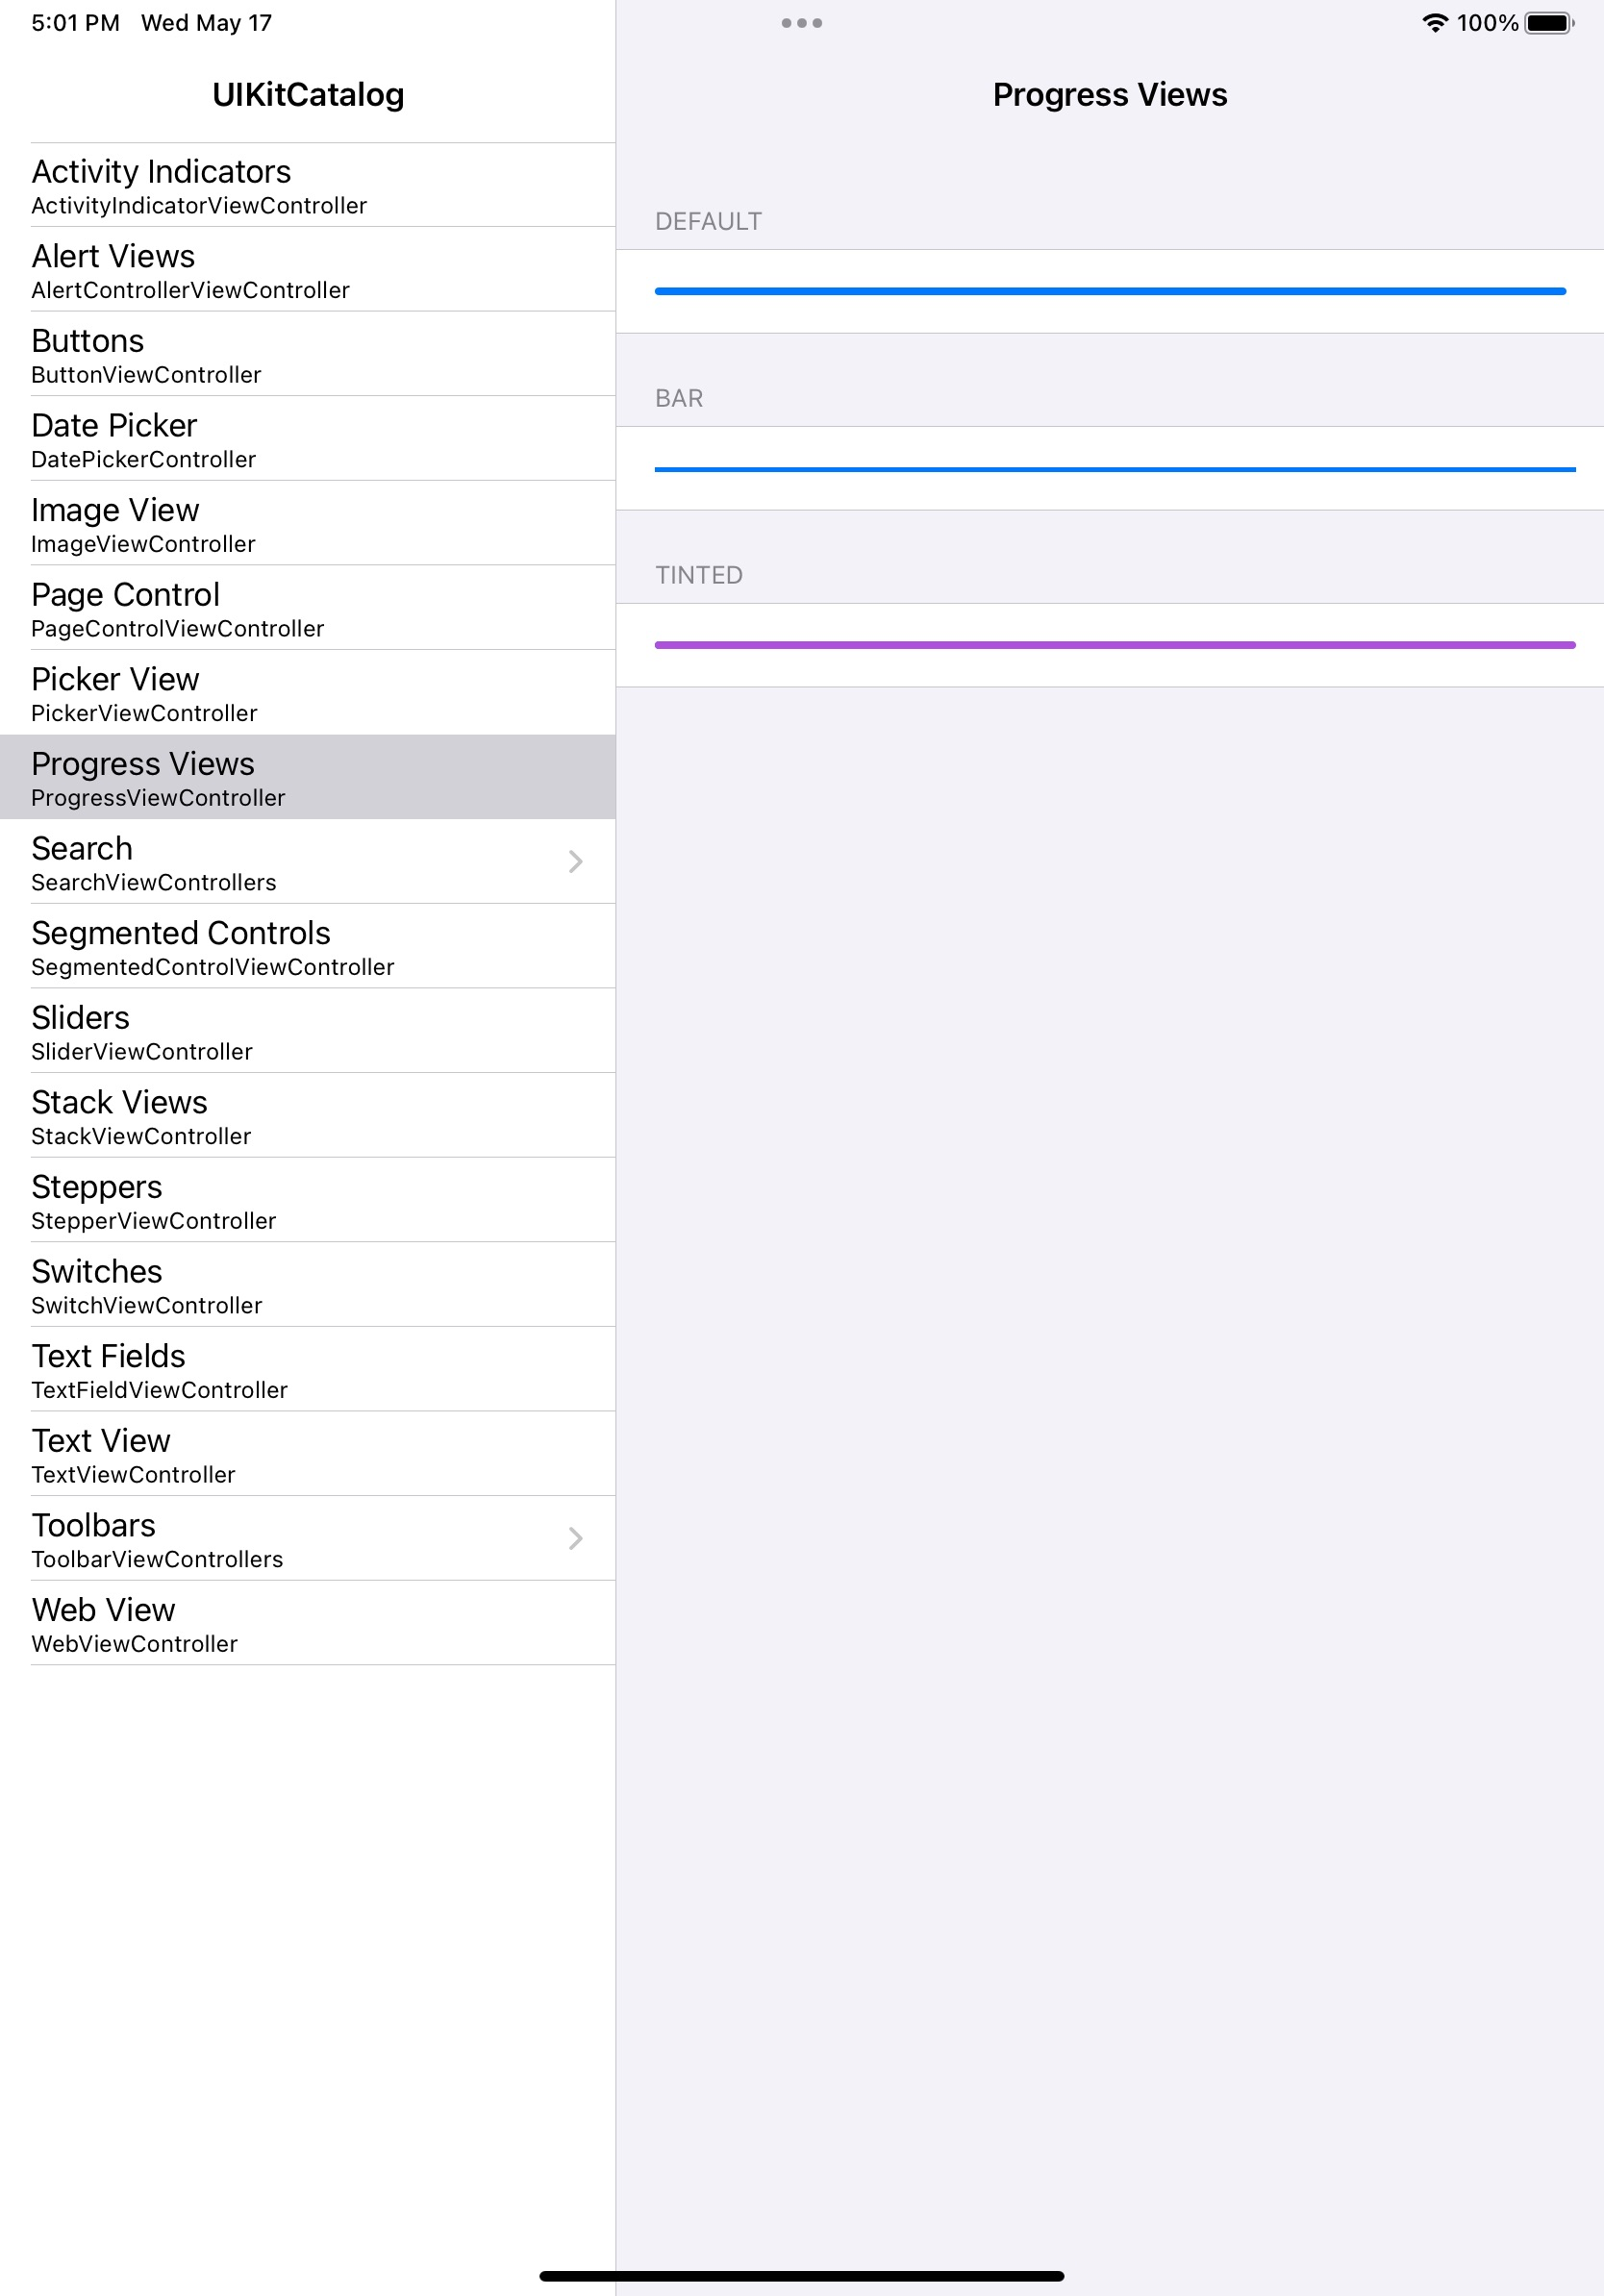 5:01 PM Wed May 17
100%
UIKitCatalog
Activity Indicators
ActivityIndicatorViewController
Alert Views
AlertControllerViewController
Buttons
ButtonViewController
Date Picker
DatePickerController
Image View
ImageViewController
Page Control
PageControlViewController
Picker View
PickerViewController
Progress Views
ProgressViewController
Search
SearchViewControllers
Segmented Controls
SegmentedControlViewController
Sliders
SliderViewController
Stack Views
StackViewController
Steppers
StepperViewController
Switches
SwitchViewController
Text Fields
TextFieldViewController
Text View
TextViewController
Toolbars
ToolbarViewControllers
Web View
WebViewController
Progress Views
DEFAULT
BAR
TINTED